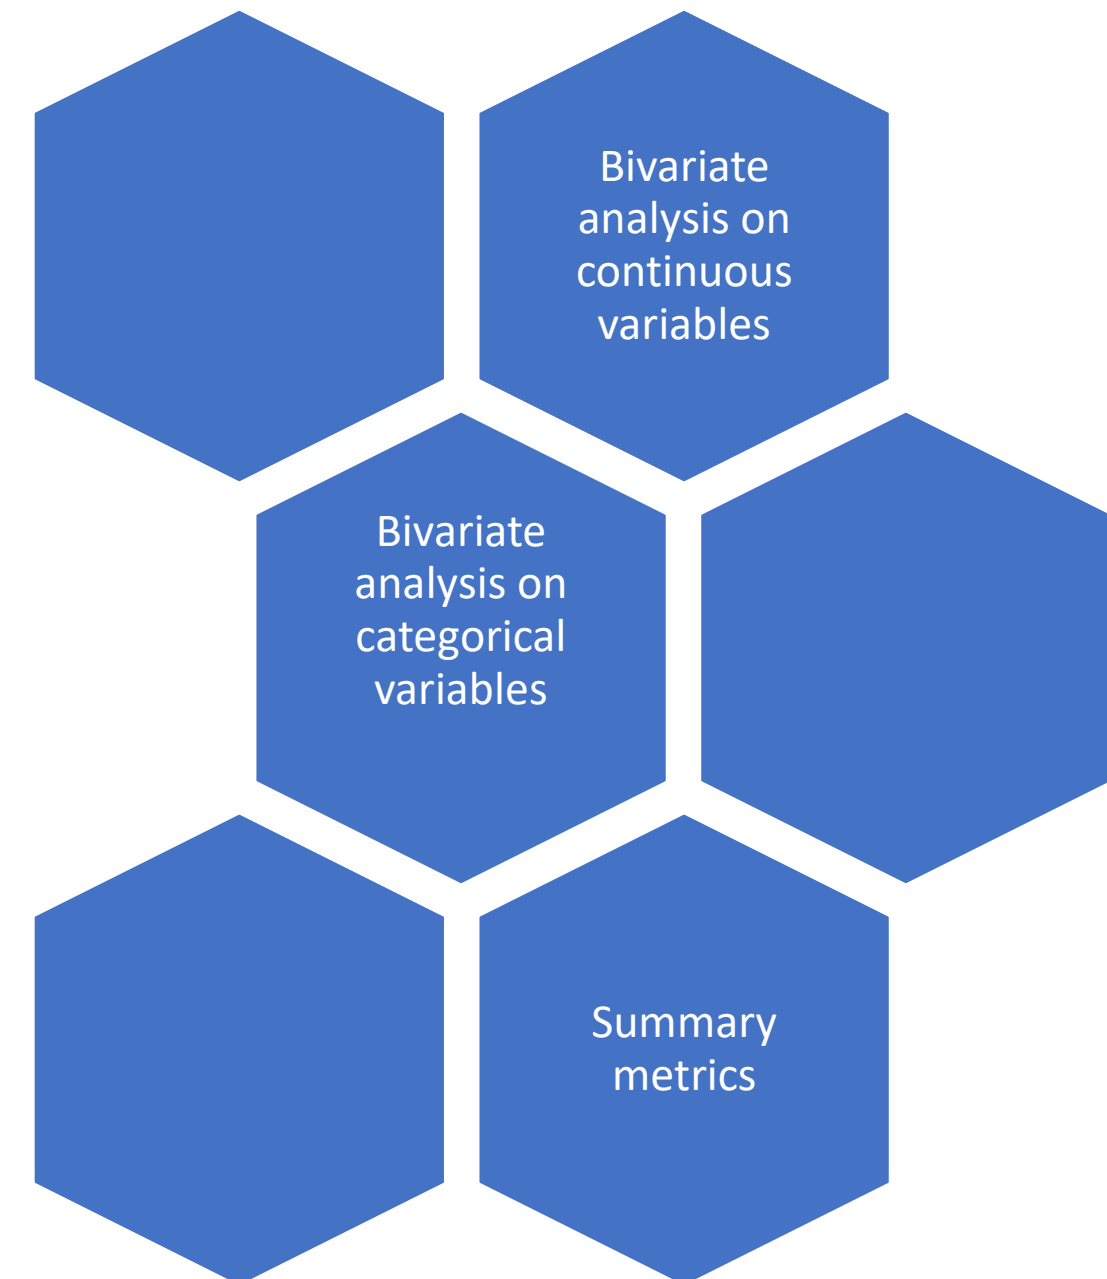 Bivariate
analysis on
continuous
variables
Bivariate
analysis on
categorical
variables
Summary
metrics